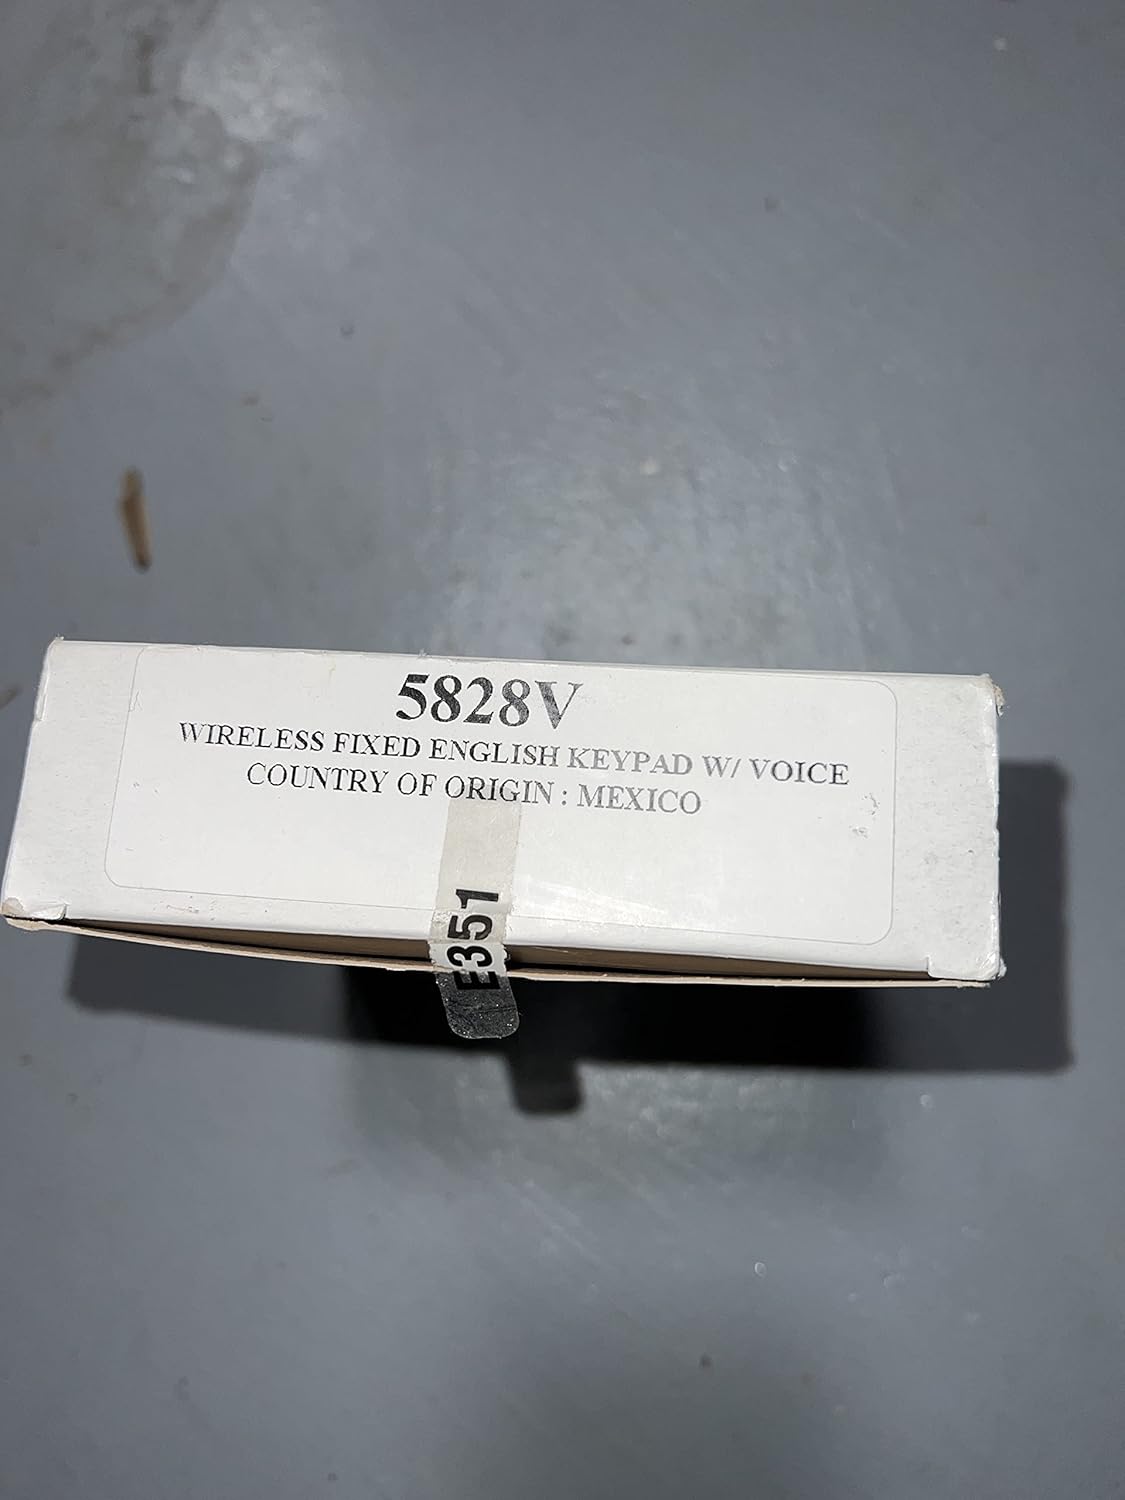 5828V
WIRELESS FIXED ENGLISH KEYPAD W/ VOICE
COUNTRY OF ORIGIN : MEXICO
E351